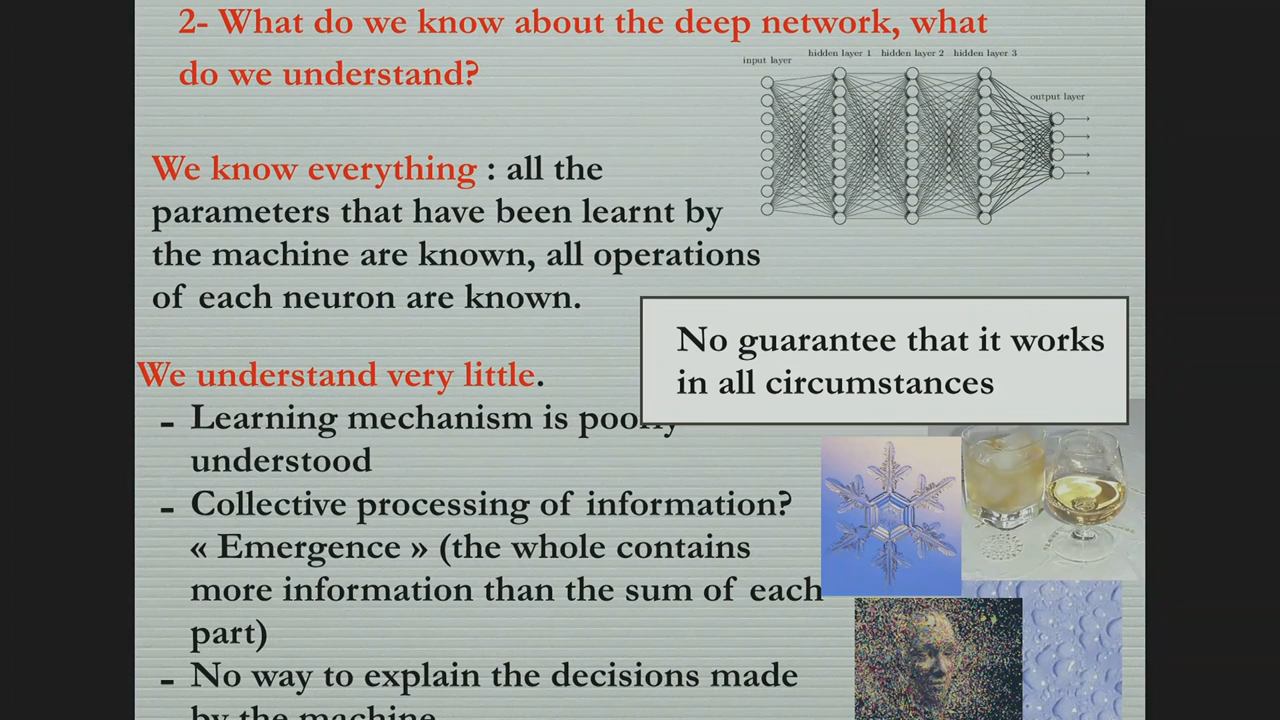 2- What do we know about the deep network, what
do we understand?
input layer
hidden layer 1 hidden layer 2 hidden layer 3
output layer
We know everything : all the
parameters that have been learnt by
the machine are known, all operations
of each neuron are known.
No guarantee that it works
in all circumstances
We understand very little.
- Learning mechanism is poorly
understood
- Collective processing of information?
« Emergence » (the whole contains
more information than the sum of each
part)
- No way to explain the decisions made
by the machine